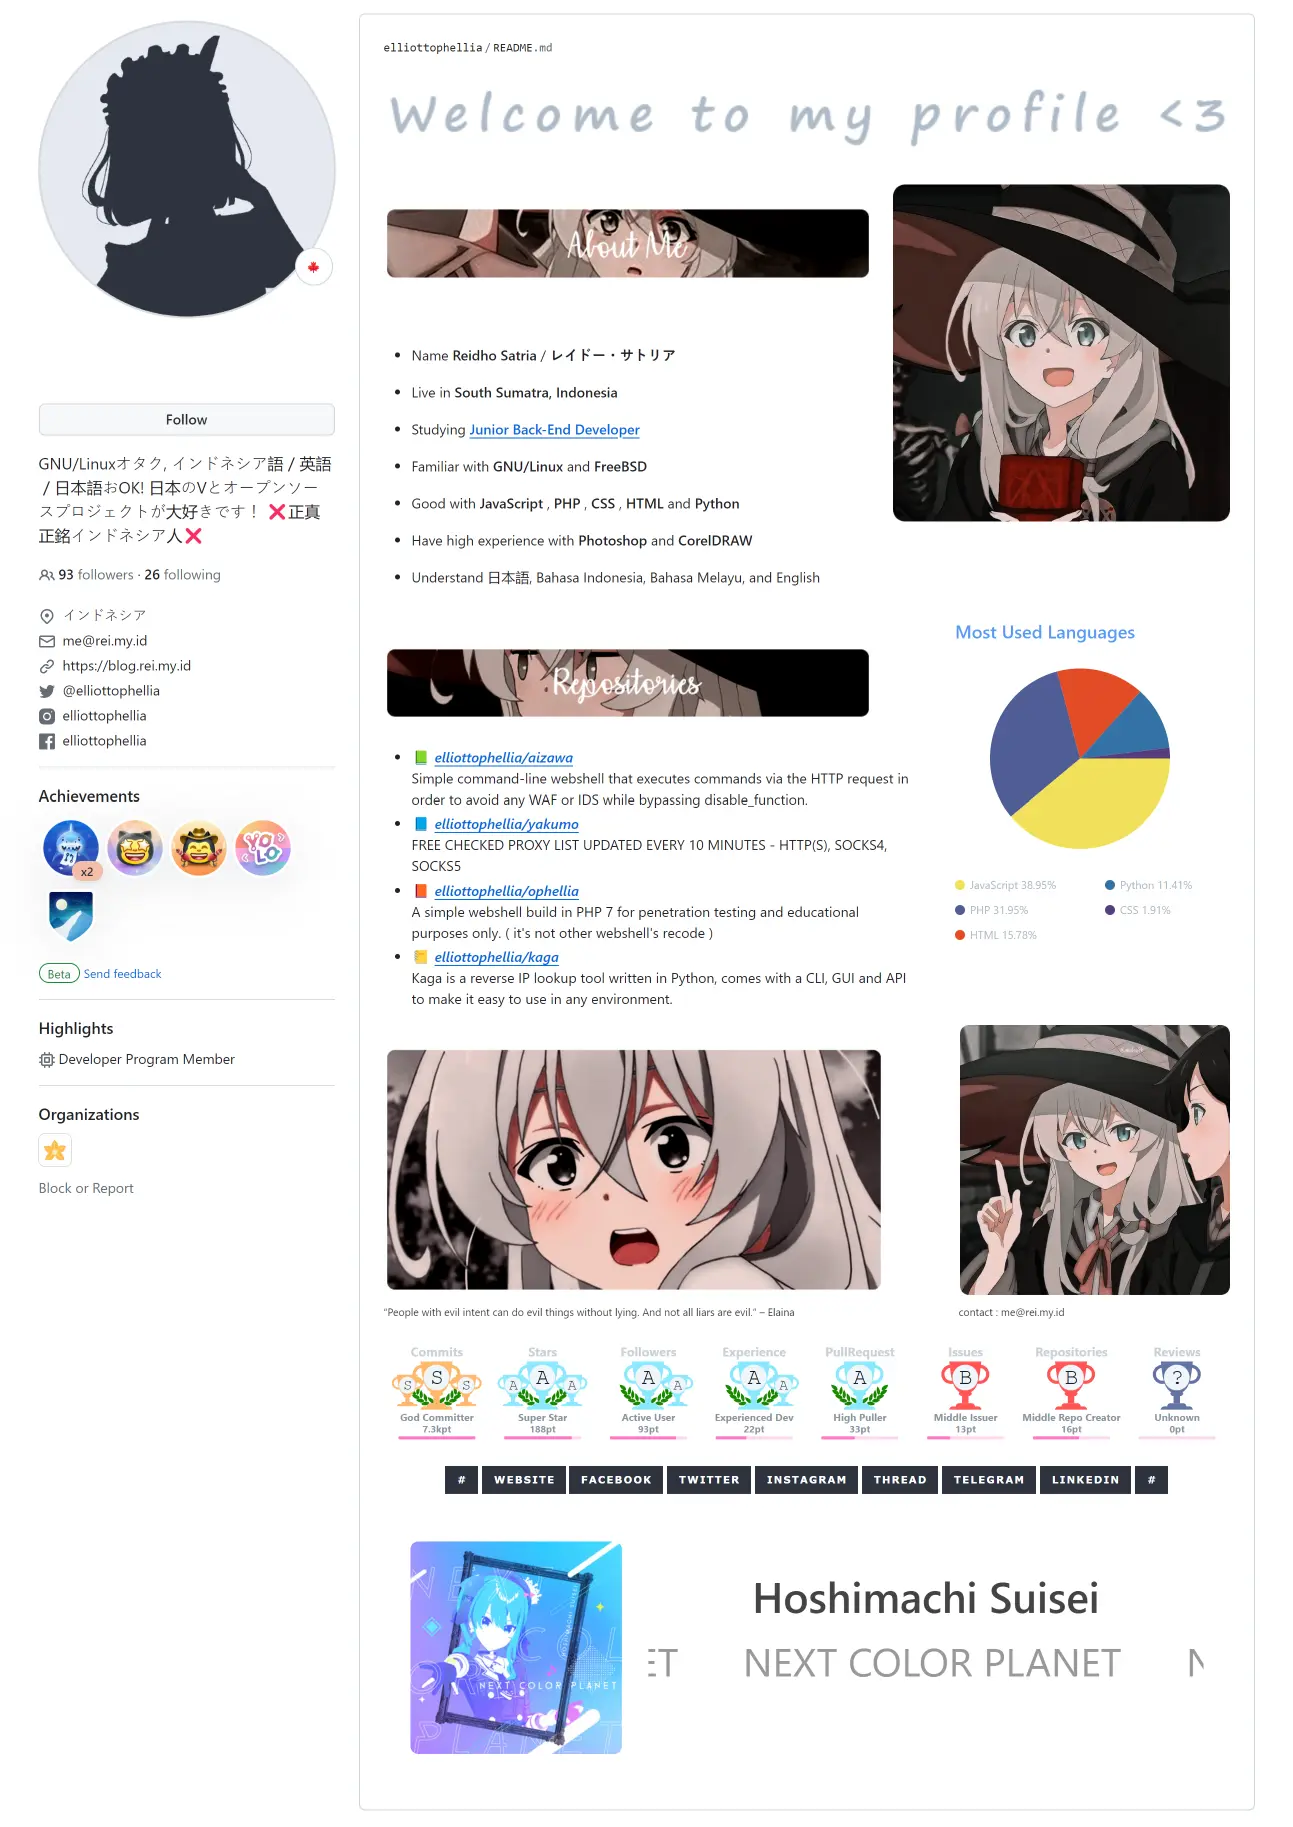 Follow
GNU/Linuxオタク, インドネシア語 / 英語
/ 日本語おOK! 日本のVとオープンソー
スプロジェクトが大好きです！ ❌正真
正銘インドネシア人❌
93 followers · 26 following
インドネシア
me@rei.my.id
https://blog.rei.my.id
@elliottophellia
elliottophellia
elliottophellia
Achievements
x2
YOLO
Beta Send feedback
Highlights
Developer Program Member
Organizations
Block or Report
elliottophellia/README.md
Welcome to my profile <3
About Me
Name Reidho Satria / レイドー・サトリア
Live in South Sumatra, Indonesia
Studying Junior Back-End Developer
Familiar with GNU/Linux and FreeBSD
Good with JavaScript , PHP , CSS , HTML and Python
Have high experience with Photoshop and CorelDRAW
Understand 日本語, Bahasa Indonesia, Bahasa Melayu, and English
Repositories
elliottophellia/aizawa
Simple command-line webshell that executes commands via the HTTP request in
order to avoid any WAF or IDS while bypassing disable_function.
elliottophellia/yakumo
FREE CHECKED PROXY LIST UPDATED EVERY 10 MINUTES - HTTP(S), SOCKS4,
SOCKS5
elliottophellia/ophellia
A simple webshell build in PHP 7 for penetration testing and educational
purposes only. ( it's not other webshell's recode )
elliottophellia/kaga
Kaga is a reverse IP lookup tool written in Python, comes with a CLI, GUI and API
to make it easy to use in any environment.
Most Used Languages
JavaScript 38.95% Python 11.41%
PHP 31.95% CSS 1.91%
HTML 15.78%
"People with evil intent can do evil things without lying. And not all liars are evil." – Elaina
contact : me@rei.my.id
Commits Stars Followers Experience PullRequest Issues Repositories Reviews
S S S A A A A A A A A B B ?
God Committer Super Star Active User Experienced Dev High Puller Middle Issuer Middle Repo Creator Unknown
7.3kpt 188pt 93pt 22pt 33pt 13pt 16pt 0pt
# WEBSITE FACEBOOK TWITTER INSTAGRAM THREAD TELEGRAM LINKEDIN #
HOSHIMACHI SUISEI
NEXT COLOR PLANET
Hoshimachi Suisei
ET NEXT COLOR PLANET N